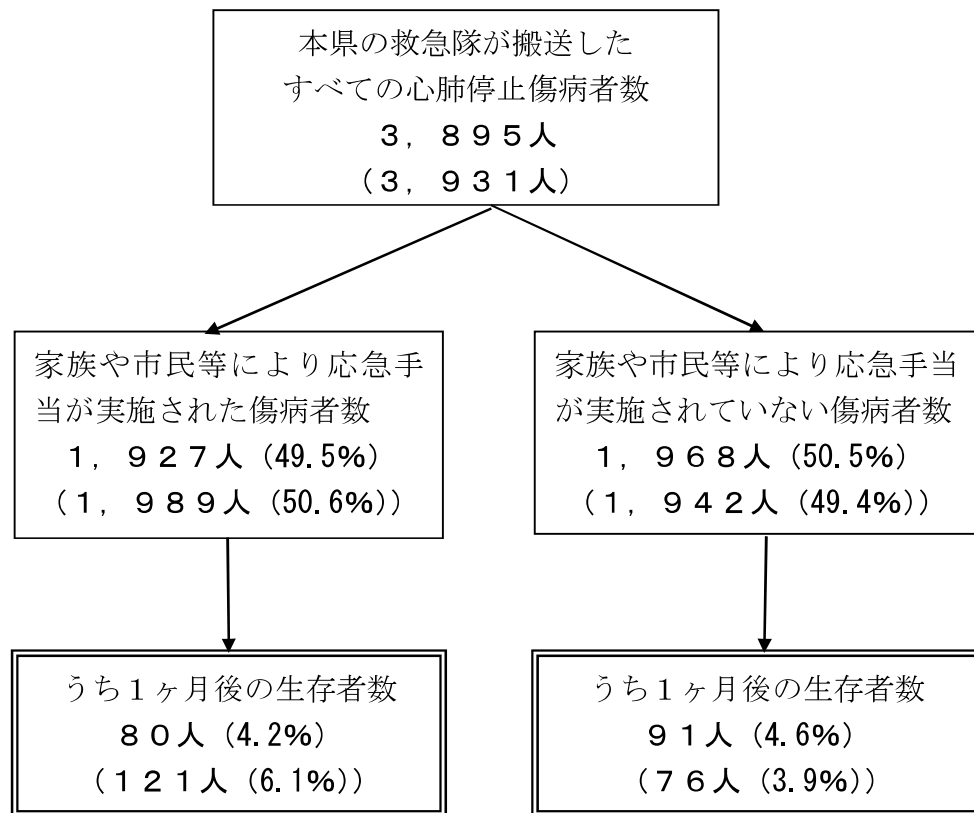 本県の救急隊が搬送した
すべての心肺停止傷病者数
３，８９５人
（３，９３１人）
家族や市民等により応急手
当が実施された傷病者数
１，９２７人（49.5%）
（１，９８９人（50.6%））
家族や市民等により応急手当
が実施されていない傷病者数
１，９６８人（50.5%）
（１，９４２人（49.4%））
うち１ヶ月後の生存者数
８０人（4.2%）
（１２１人（6.1%））
うち１ヶ月後の生存者数
９１人（4.6%）
（７６人（3.9%））